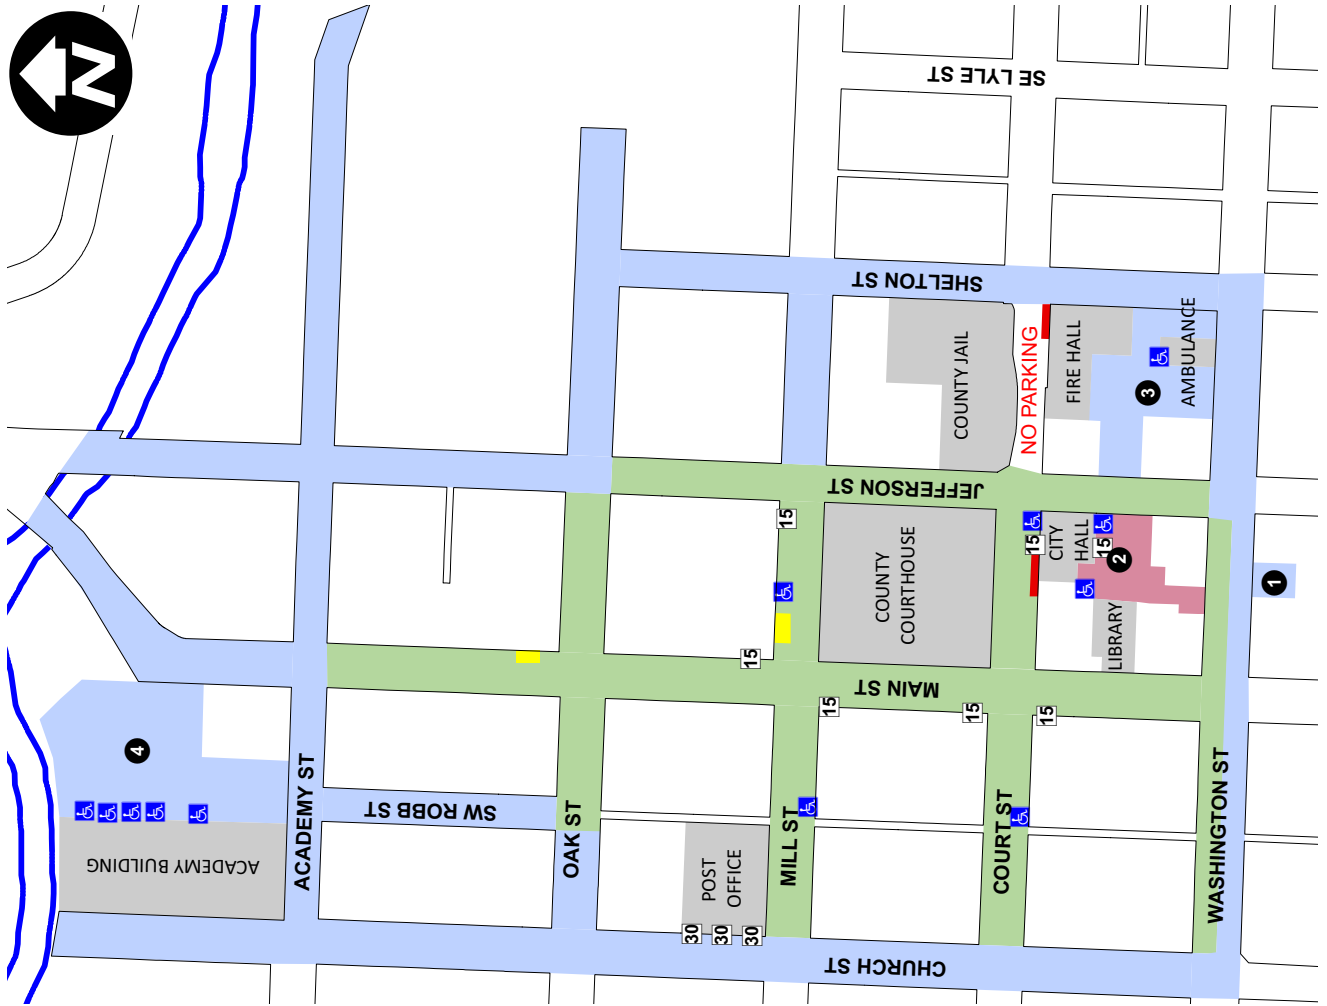 N
SE LYLE ST
SHELTON ST
COUNTY JAIL
NO PARKING
FIRE HALL
AMBULANCE
3
JEFFERSON ST
15
15
CITY
HALL
15
2
1
COUNTY
COURTHOUSE
LIBRARY
15
MAIN ST
15
15
15
4
ACADEMY ST
SW ROBB ST
OAK ST
MILL ST
COURT ST
WASHINGTON ST
ACADEMY BUILDING
POST
OFFICE
30
30
30
CHURCH ST